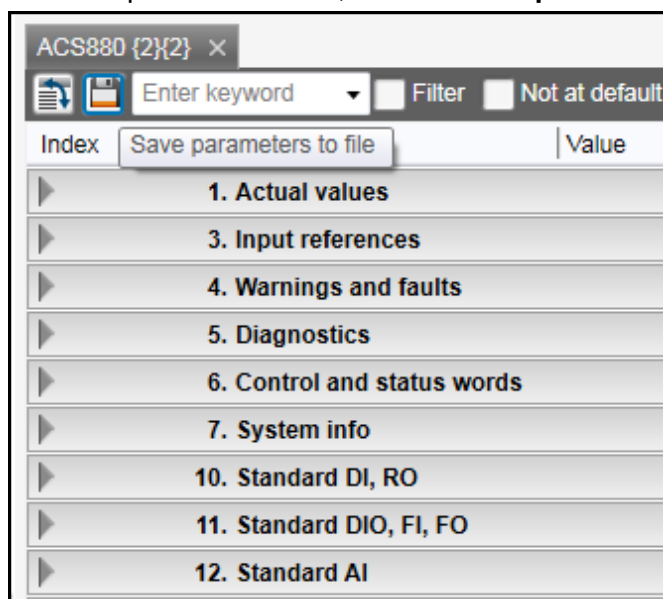 ACS880 {2}{2} ×
Enter keyword Filter Not at default
Index Save parameters to file Value
1. Actual values
3. Input references
4. Warnings and faults
5. Diagnostics
6. Control and status words
7. System info
10. Standard DI, RO
11. Standard DIO, FI, FO
12. Standard AI